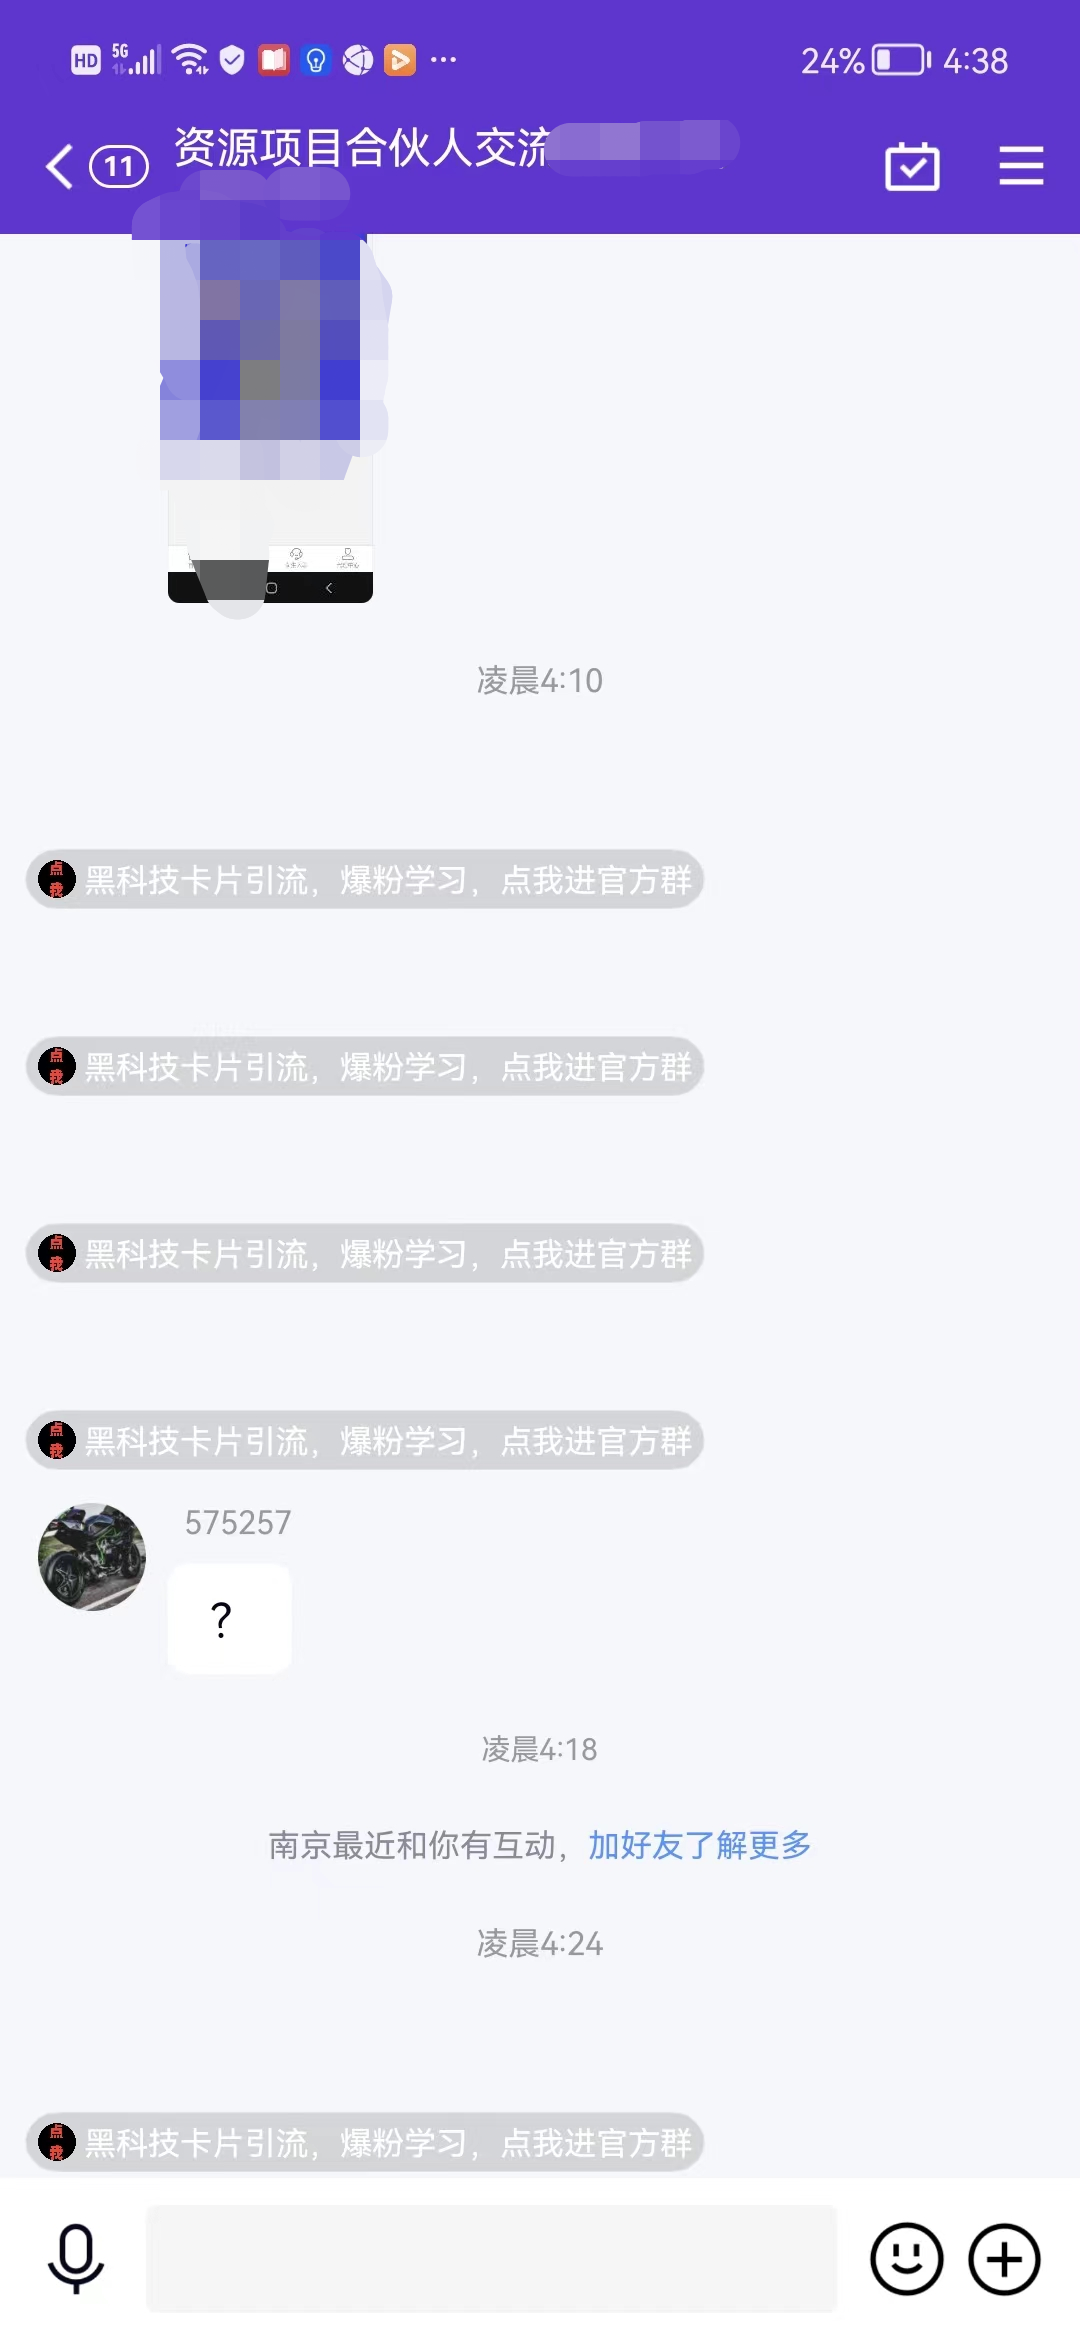 HD 5G 24% 4:38
11 资源项目合伙人交流
凌晨4:10
点我 黑科技卡片引流，爆粉学习，点我进官方群
点我 黑科技卡片引流，爆粉学习，点我进官方群
点我 黑科技卡片引流，爆粉学习，点我进官方群
点我 黑科技卡片引流，爆粉学习，点我进官方群
575257
？
凌晨4:18
南京最近和你有互动，加好友了解更多
凌晨4:24
点我 黑科技卡片引流，爆粉学习，点我进官方群